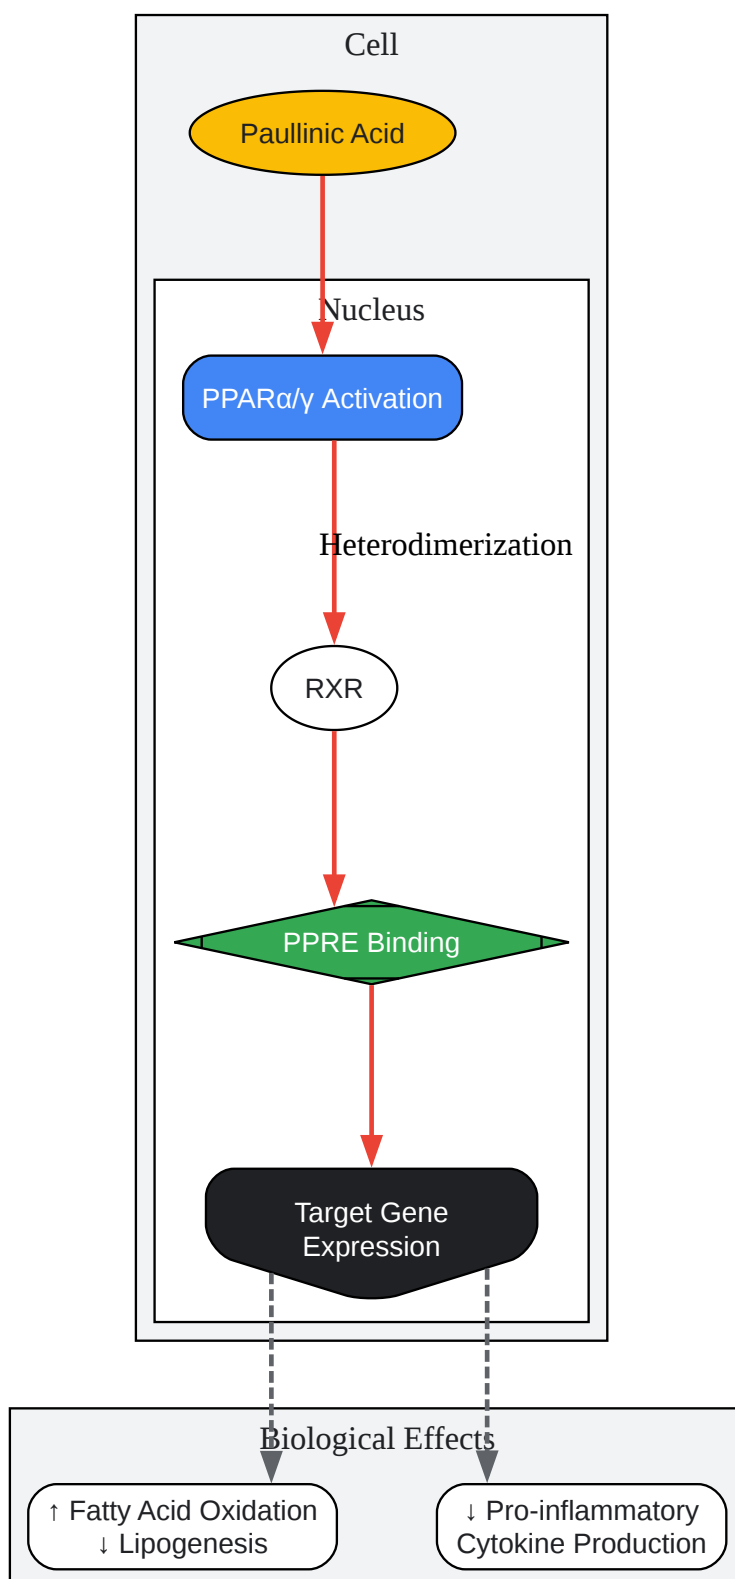 Cell
Paullinic Acid
Nucleus
PPARα/γ Activation
Heterodimerization
RXR
PPRE Binding
Target Gene
Expression
Biological Effects
↑ Fatty Acid Oxidation
↓ Lipogenesis
↓ Pro-inflammatory
Cytokine Production